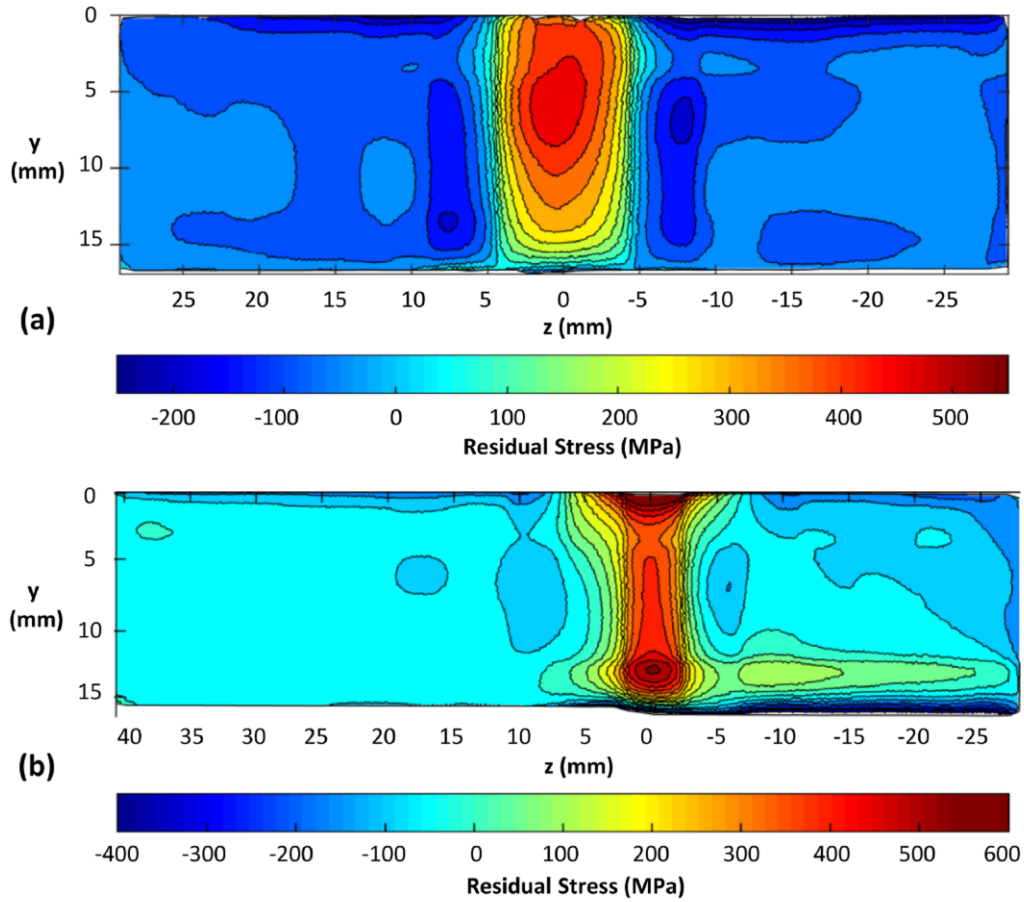 0
5
y
(mm)
10
15
25 20 15 10 5 0 -5 -10 -15 -20 -25
(a)
z (mm)
-200 -100 0 100 200 300 400 500
Residual Stress (MPa)
0
5
y
(mm)
10
15
40 35 30 25 20 15 10 5 0 -5 -10 -15 -20 -25
(b)
z (mm)
-400 -300 -200 -100 0 100 200 300 400 500 600
Residual Stress (MPa)